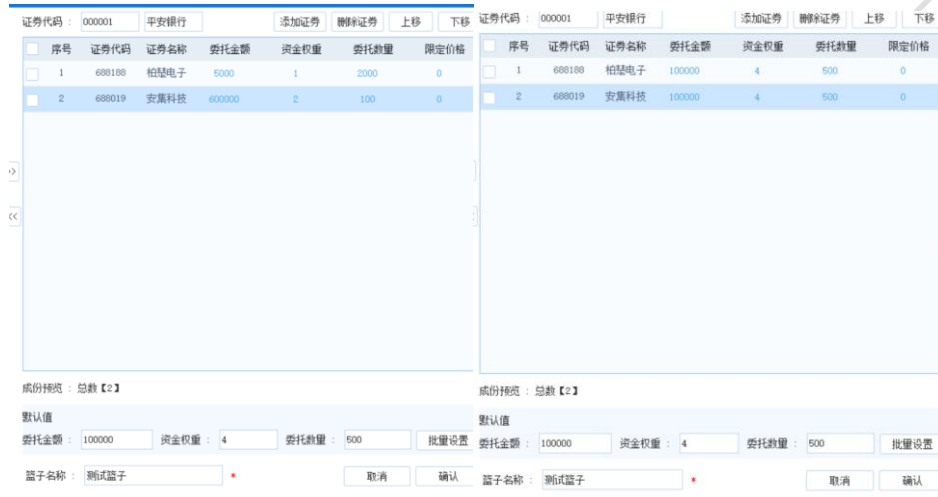 证券代码： 000001 平安银行 添加证券 删除证券 上移 下移
序号 证券代码 证券名称 委托金额 资金权重 委托数量 限定价格
1 688188 柏楚电子 5000 1 2000 0
2 688019 安集科技 600000 2 100 0
成份预览：总数【2】
默认值
委托金额： 100000 资金权重： 4 委托数量： 500 批量设置
篮子名称： 测试篮子 * 取消 确认
证券代码： 000001 平安银行 添加证券 删除证券 上移 下移
序号 证券代码 证券名称 委托金额 资金权重 委托数量 限定价格
1 688188 柏楚电子 100000 4 500 0
2 688019 安集科技 100000 4 500 0
成份预览：总数【2】
默认值
委托金额： 100000 资金权重： 4 委托数量： 500 批量设置
篮子名称： 测试篮子 * 取消 确认